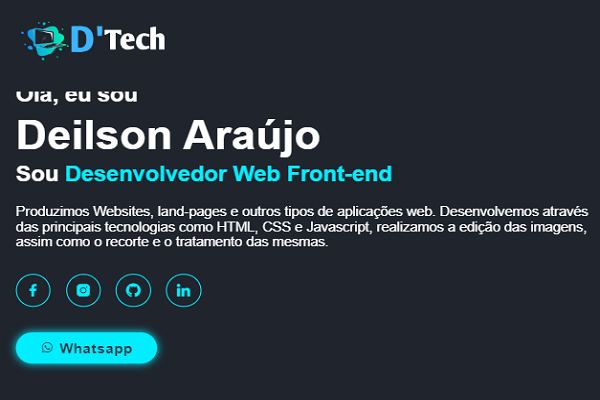 D'Tech
Olá, eu sou
Deilson Araújo
Sou Desenvolvedor Web Front-end
Produzimos Websites, land-pages e outros tipos de aplicações web. Desenvolvemos através
das principais tecnologias como HTML, CSS e Javascript, realizamos a edição das imagens,
assim como o recorte e o tratamento das mesmas.
Whatsapp